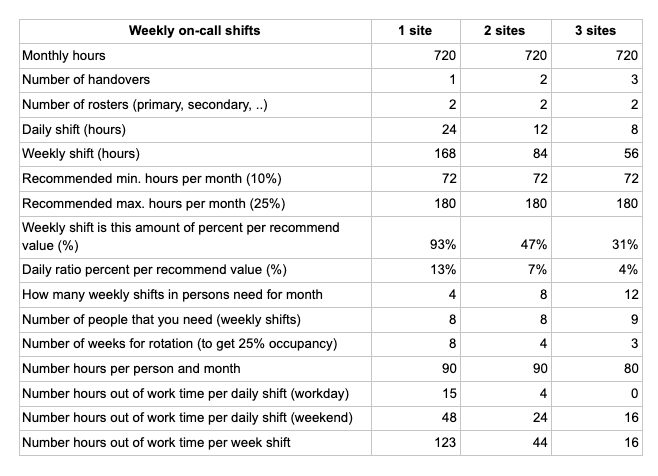 Weekly on-call shifts 1 site 2 sites 3 sites
Monthly hours 720 720 720
Number of handovers 1 2 3
Number of rosters (primary, secondary, ..) 2 2 2
Daily shift (hours) 24 12 8
Weekly shift (hours) 168 84 56
Recommended min. hours per month (10%) 72 72 72
Recommended max. hours per month (25%) 180 180 180
Weekly shift is this amount of percent per recommend
value (%) 93% 47% 31%
Daily ratio percent per recommend value (%) 13% 7% 4%
How many weekly shifts in persons need for month 4 8 12
Number of people that you need (weekly shifts) 8 8 9
Number of weeks for rotation (to get 25% occupancy) 8 4 3
Number hours per person and month 90 90 80
Number hours out of work time per daily shift (workday) 15 4 0
Number hours out of work time per daily shift (weekend) 48 24 16
Number hours out of work time per week shift 123 44 16